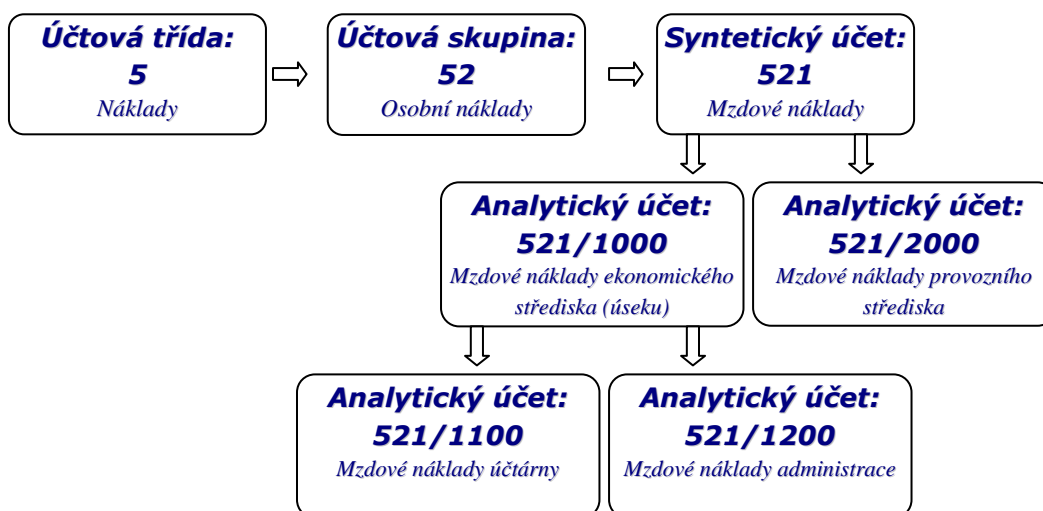 Účtová třída:
5
Náklady
Účtová skupina:
52
Osobní náklady
Syntetický účet:
521
Mzdové náklady
Analytický účet:
521/1000
Mzdové náklady ekonomického
střediska (úseku)
Analytický účet:
521/2000
Mzdové náklady provozního
střediska
Analytický účet:
521/1100
Mzdové náklady účtárny
Analytický účet:
521/1200
Mzdové náklady administrace